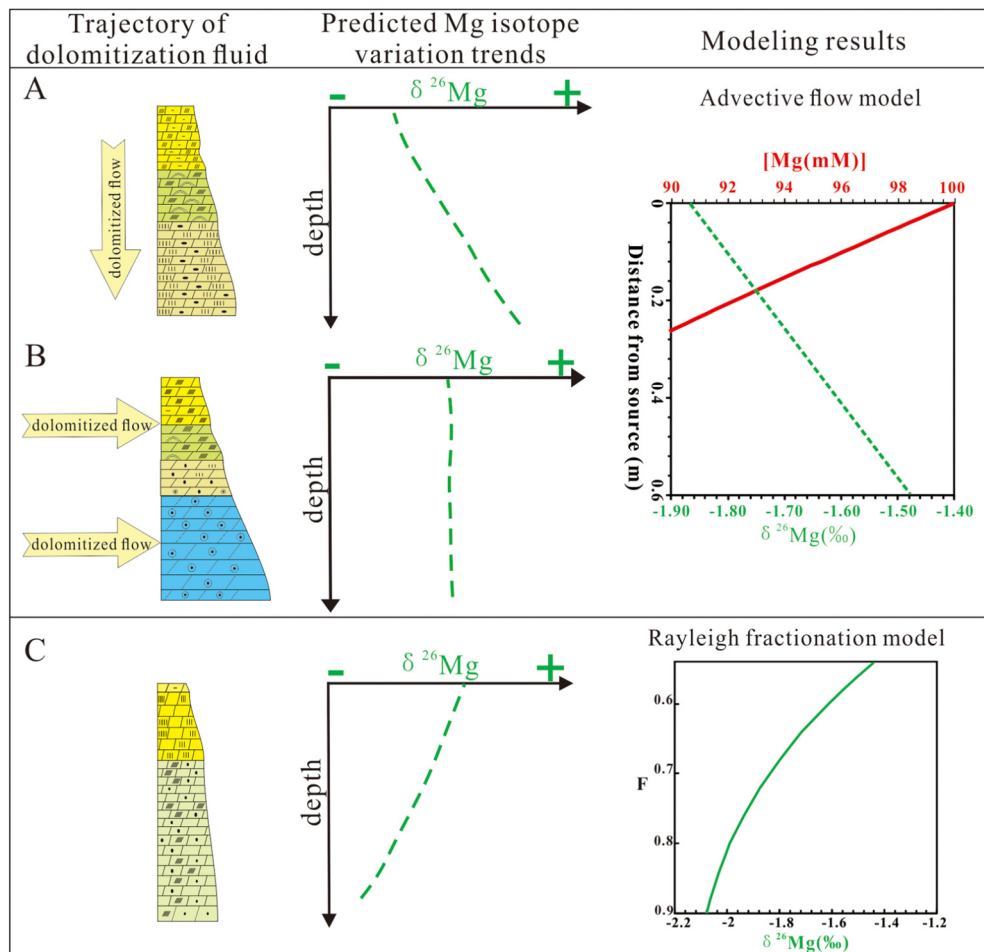 Trajectory of
dolomitization fluid
Predicted Mg isotope
variation trends
Modeling results
A
dolomitized flow
- δ ²⁶Mg +
depth
Advective flow model
[Mg(mM)]
90 92 94 96 98 100
0
0.2
0.4
0.6
Distance from source (m)
-1.90 -1.80 -1.70 -1.60 -1.50 -1.40
δ ²⁶Mg(‰)
B
dolomitized flow
dolomitized flow
- δ ²⁶Mg +
depth
C
- δ ²⁶Mg +
depth
Rayleigh fractionation model
0.6
0.7
F
0.8
0.9
-2.2 -2 -1.8 -1.6 -1.4 -1.2
δ ²⁶Mg(‰)